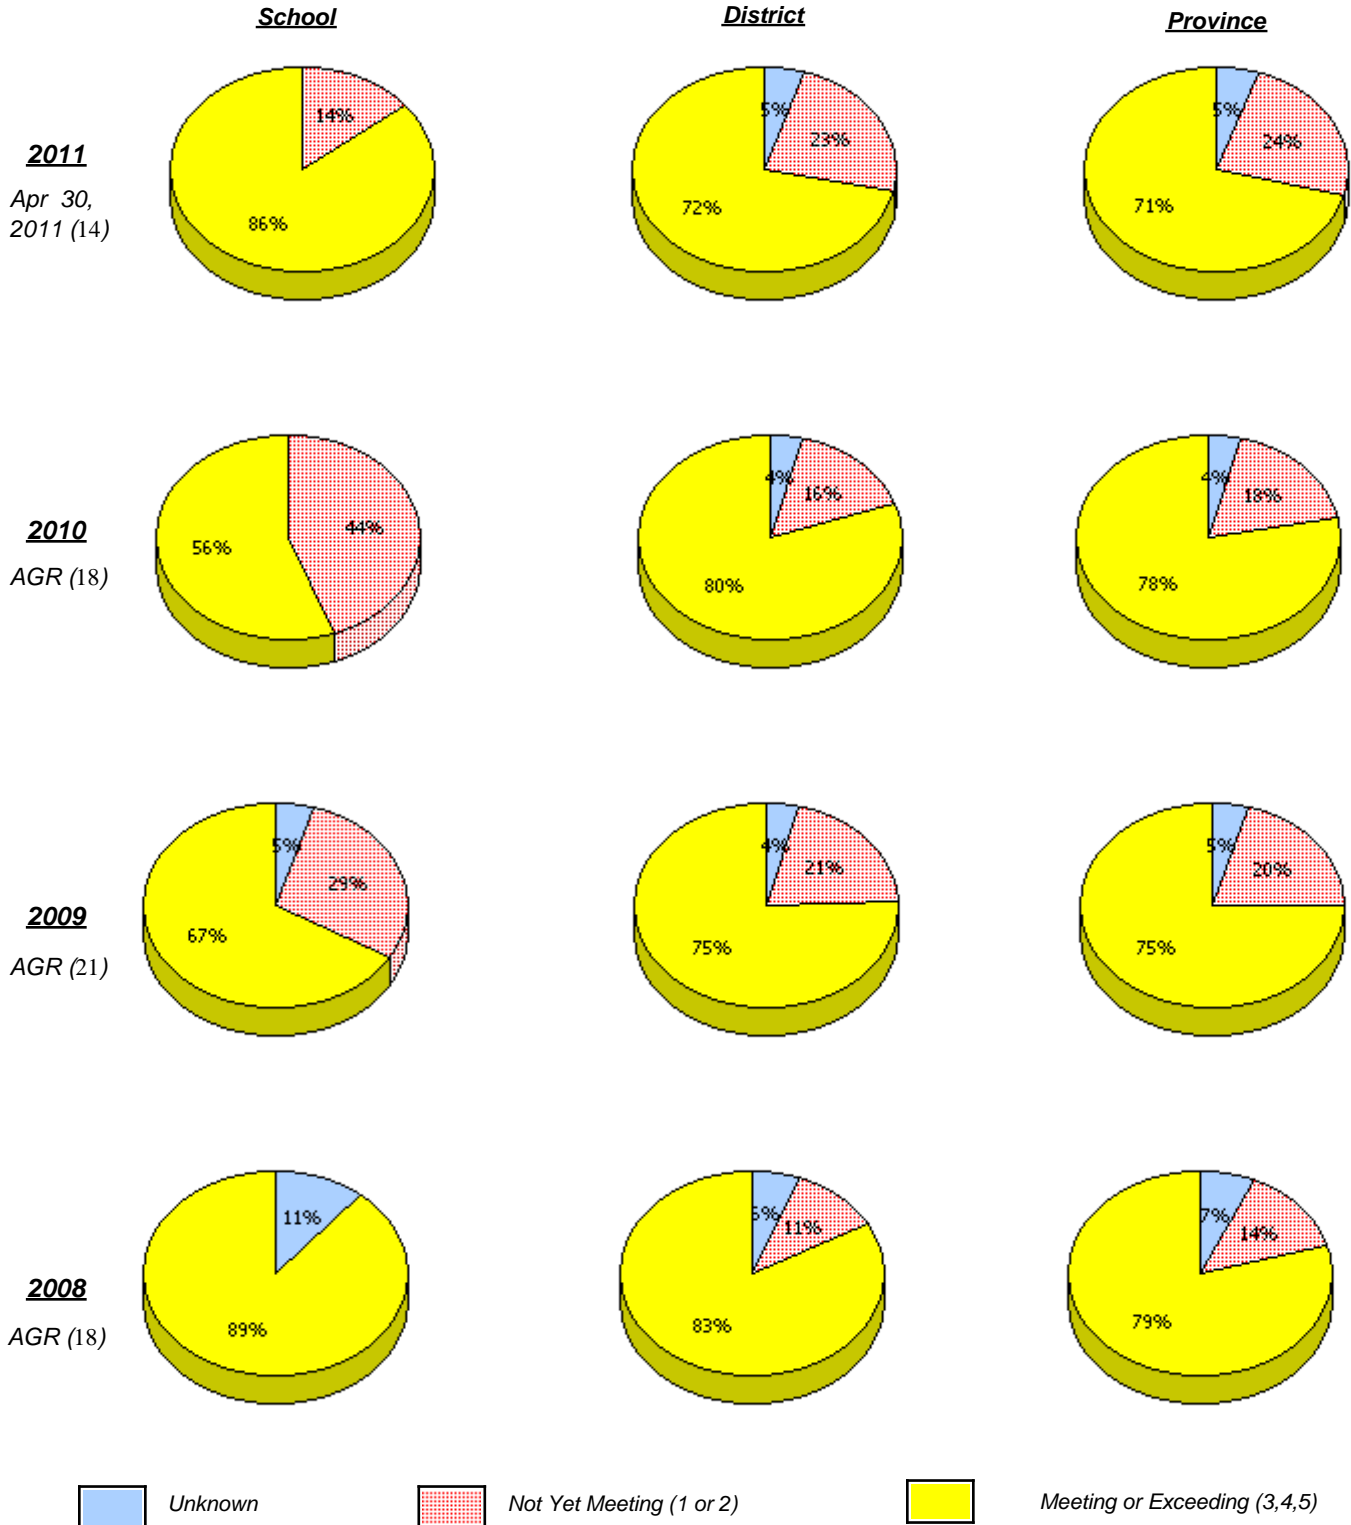 School District Province
14% 5% 23% 5% 24%
2011
Apr 30,
2011 (14)
86% 72% 71%
44% 4% 16% 4% 18%
2010
AGR (18)
56% 80% 78%
5% 29% 4% 21% 5% 20%
2009
AGR (21)
67% 75% 75%
11% 11% 7% 14%
2008
AGR (18)
89% 83% 79%
Unknown Not Yet Meeting (1 or 2) Meeting or Exceeding (3,4,5)